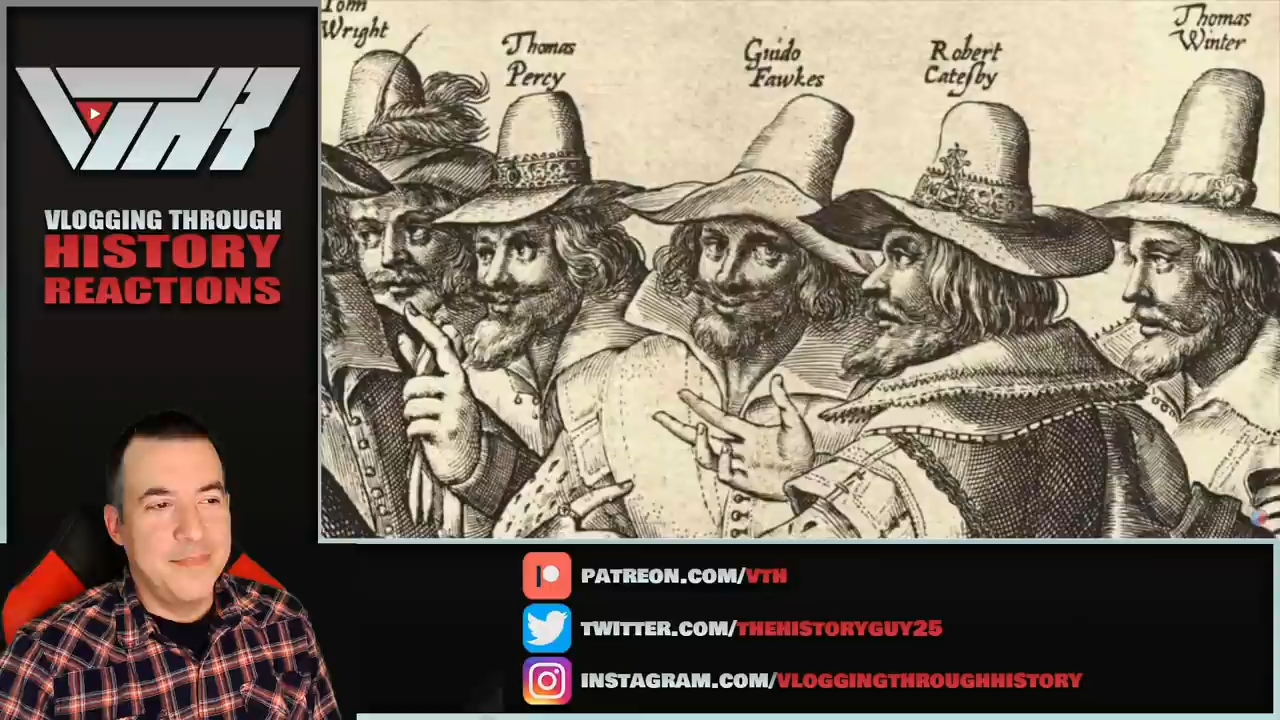 VTHR
VLOGGING THROUGH
HISTORY
REACTIONS
Wright
Thomas
Percy
Guido
Fawkes
Robert
Catesby
Thomas
Winter
PATREON.COM/VTH
TWITTER.COM/THEHISTORYGUY25
INSTAGRAM.COM/VLOGGINGTHROUGHHISTORY